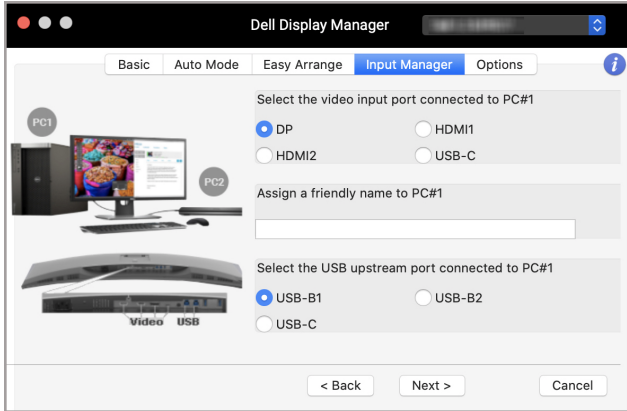 Dell Display Manager
Basic Auto Mode Easy Arrange Input Manager Options i
Select the video input port connected to PC#1
PC1
DP HDMI1
HDMI2 USB-C
PC2
Assign a friendly name to PC#1
Select the USB upstream port connected to PC#1
USB-B1 USB-B2
Video USB
USB-C
< Back Next > Cancel